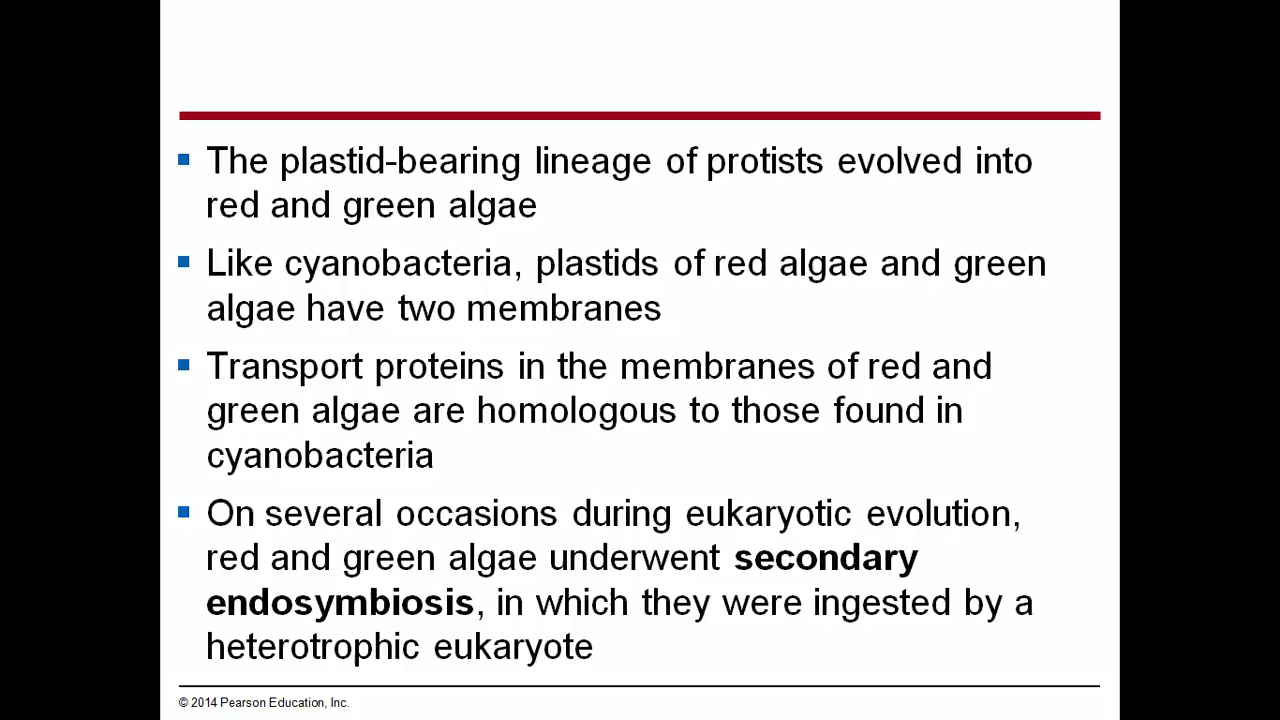 The plastid-bearing lineage of protists evolved into
red and green algae
Like cyanobacteria, plastids of red algae and green
algae have two membranes
Transport proteins in the membranes of red and
green algae are homologous to those found in
cyanobacteria
On several occasions during eukaryotic evolution,
red and green algae underwent secondary
endosymbiosis, in which they were ingested by a
heterotrophic eukaryote
© 2014 Pearson Education, Inc.